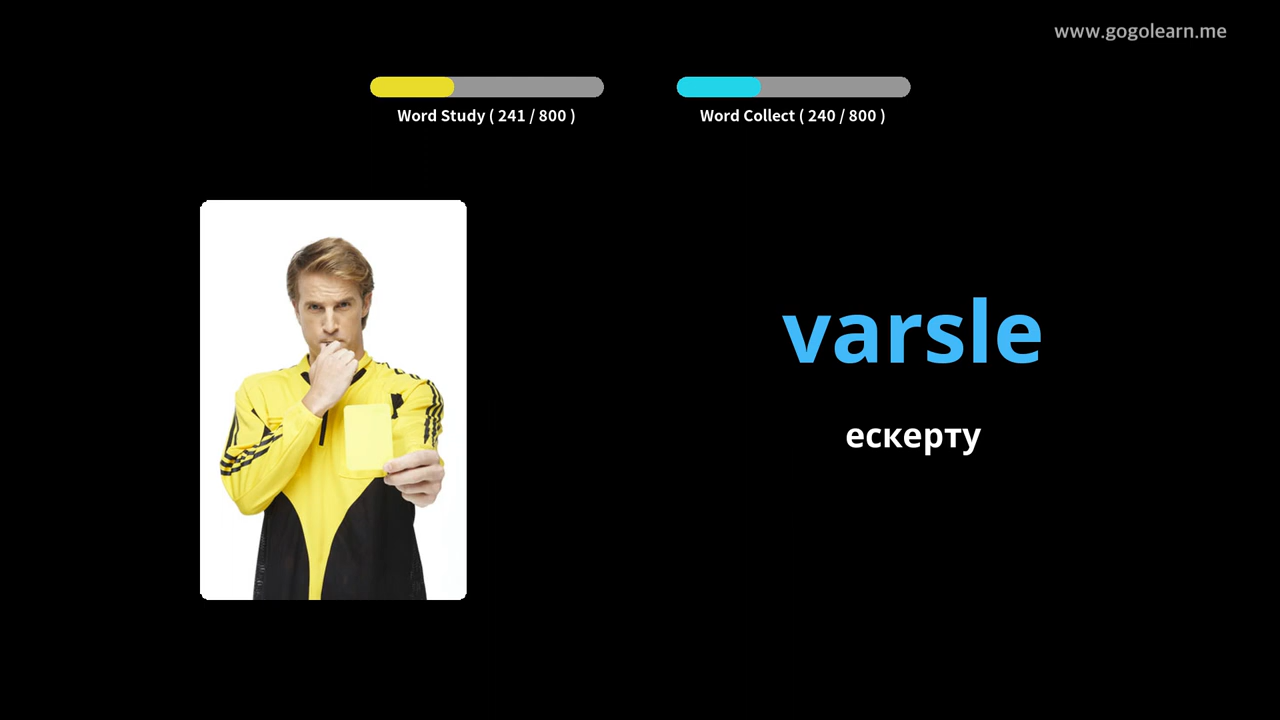 www.gogolearn.me
Word Study ( 241 / 800 )
Word Collect ( 240 / 800 )
varsle
ескерту